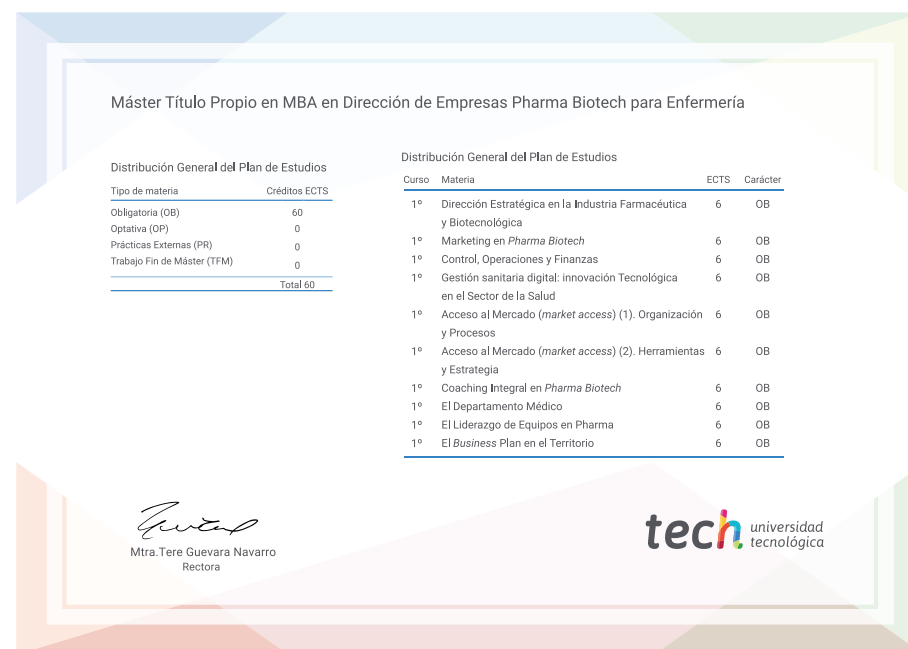 Máster Título Propio en MBA en Dirección de Empresas Pharma Biotech para Enfermería
Distribución General del Plan de Estudios
Tipo de materia Créditos ECTS
Obligatoria (OB) 60
Optativa (OP) 0
Prácticas Externas (PR) 0
Trabajo Fin de Máster (TFM) 0
Total 60
Distribución General del Plan de Estudios
Curso Materia ECTS Carácter
1º Dirección Estratégica en la Industria Farmacéutica 6 OB
y Biotecnológica
1º Marketing en Pharma Biotech 6 OB
1º Control, Operaciones y Finanzas 6 OB
1º Gestión sanitaria digital: innovación Tecnológica 6 OB
en el Sector de la Salud
1º Acceso al Mercado (market access) (1). Organización 6 OB
y Procesos
1º Acceso al Mercado (market access) (2). Herramientas 6 OB
y Estrategia
1º Coaching Integral en Pharma Biotech 6 OB
1º El Departamento Médico 6 OB
1º El Liderazgo de Equipos en Pharma 6 OB
1º El Business Plan en el Territorio 6 OB
Mtra.Tere Guevara Navarro
Rectora
tech universidad
tecnológica